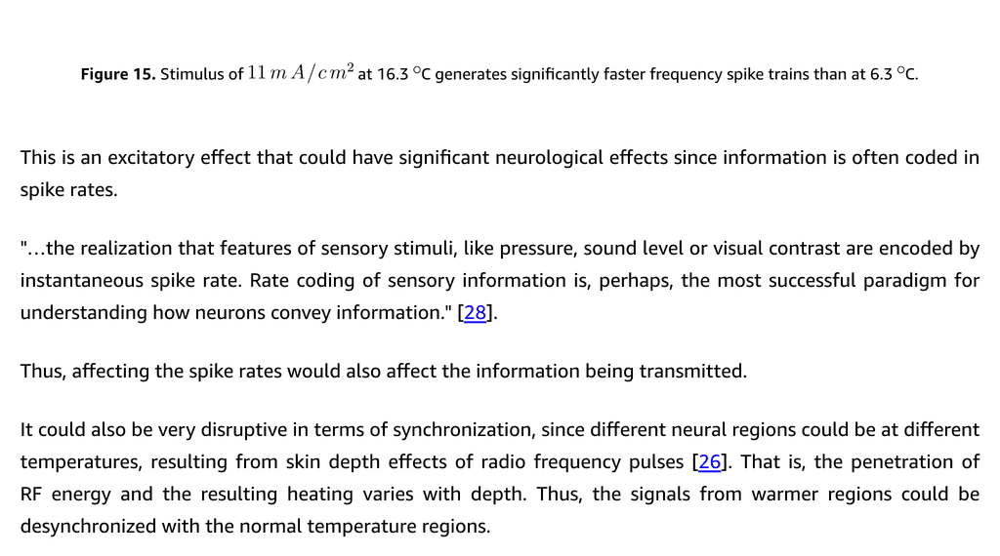 Figure 15. Stimulus of 11 m A/c m² at 16.3 °C generates significantly faster frequency spike trains than at 6.3 °C.
This is an excitatory effect that could have significant neurological effects since information is often coded in
spike rates.
"…the realization that features of sensory stimuli, like pressure, sound level or visual contrast are encoded by
instantaneous spike rate. Rate coding of sensory information is, perhaps, the most successful paradigm for
understanding how neurons convey information." [28].
Thus, affecting the spike rates would also affect the information being transmitted.
It could also be very disruptive in terms of synchronization, since different neural regions could be at different
temperatures, resulting from skin depth effects of radio frequency pulses [26]. That is, the penetration of
RF energy and the resulting heating varies with depth. Thus, the signals from warmer regions could be
desynchronized with the normal temperature regions.